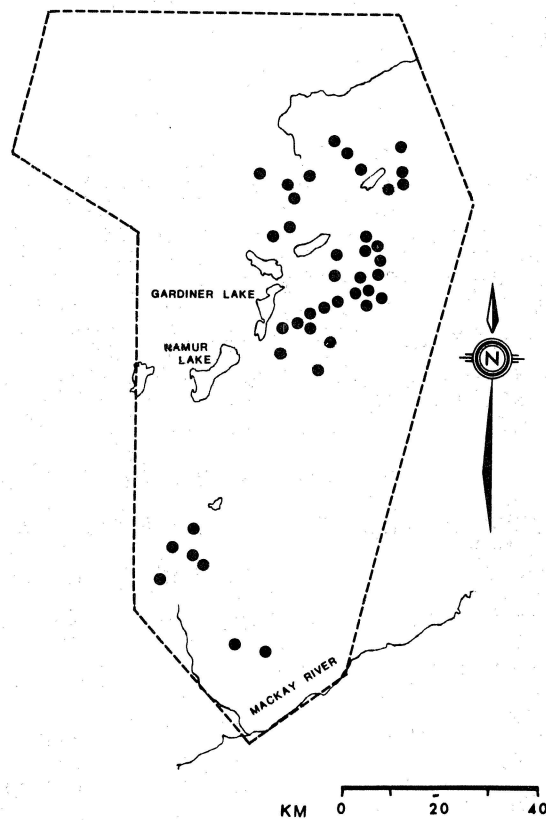 GARDINER LAKE
NAMUR
LAKE
N
MACKAY RIVER
KM 0 20 40